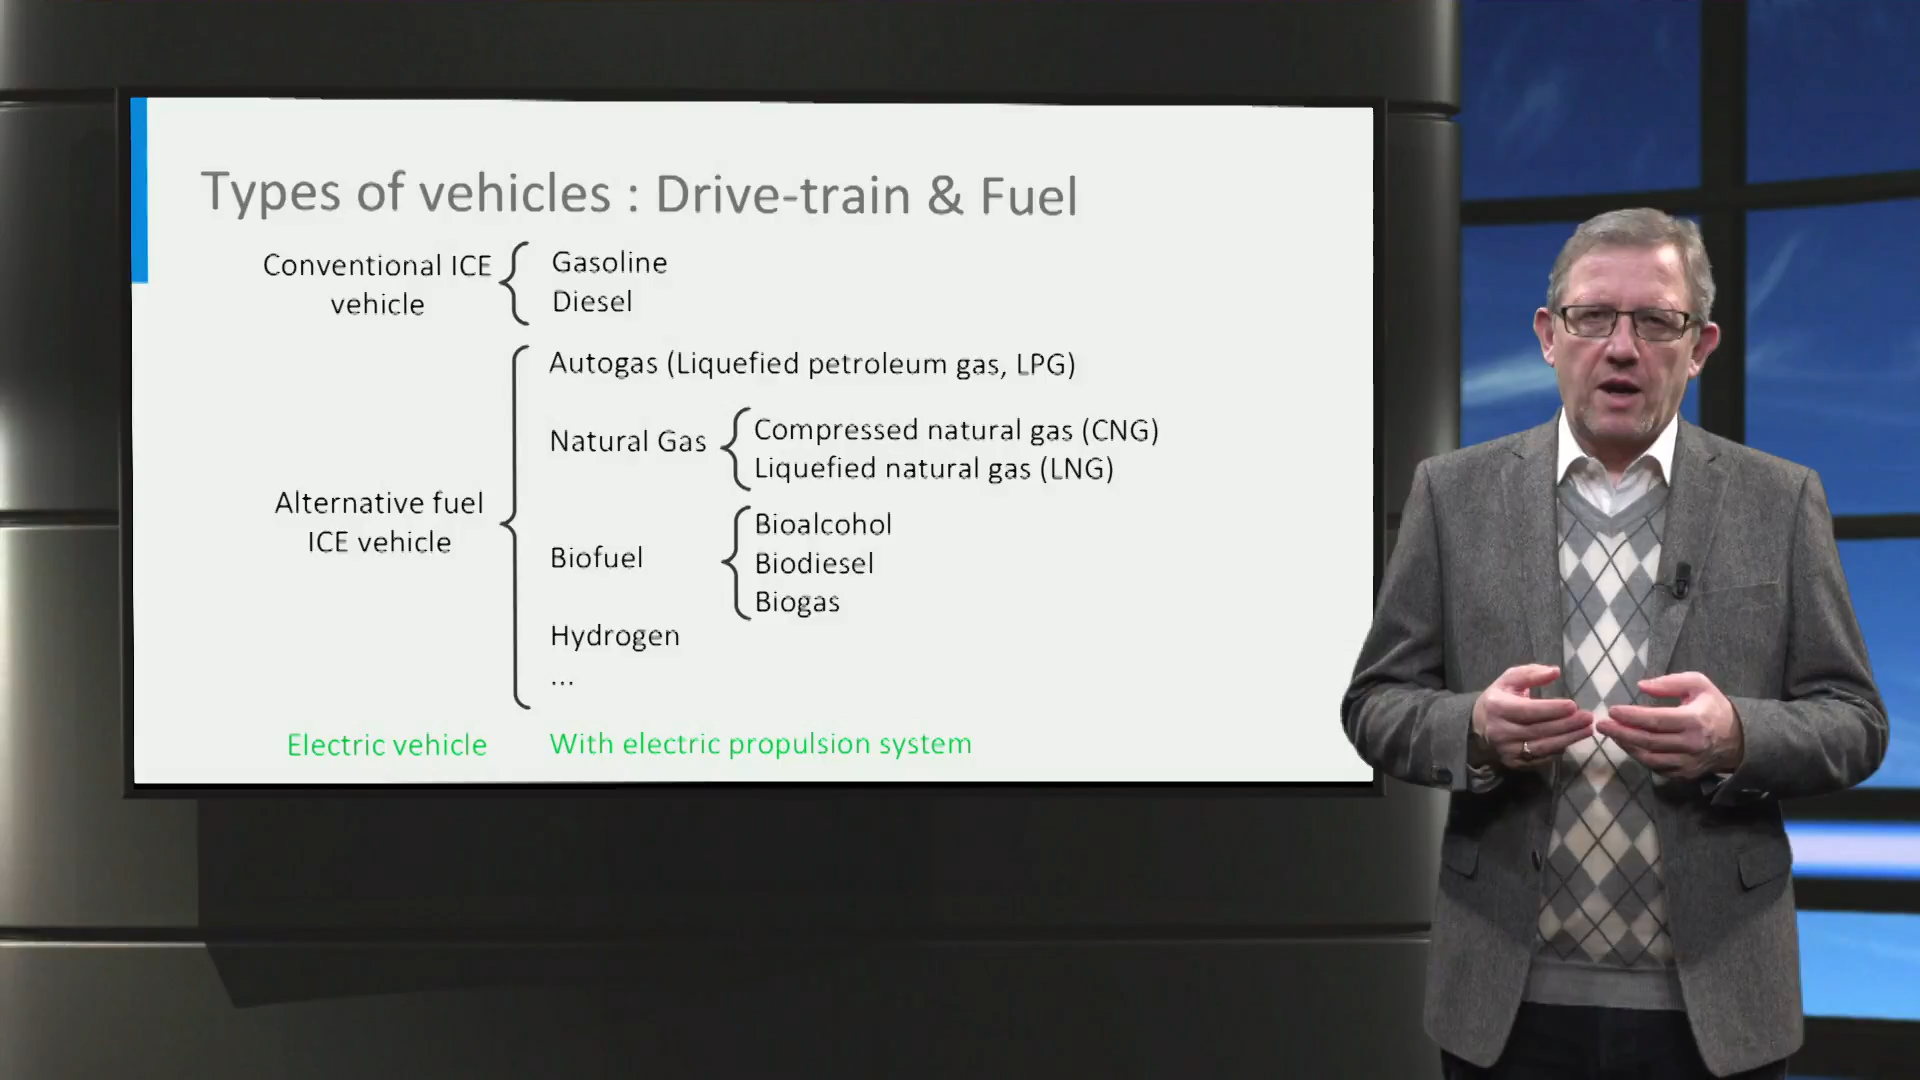 Types of vehicles : Drive-train & Fuel
Conventional ICE
vehicle
Gasoline
Diesel
Alternative fuel
ICE vehicle
Autogas (Liquefied petroleum gas, LPG)
Natural Gas
Compressed natural gas (CNG)
Liquefied natural gas (LNG)
Biofuel
Bioalcohol
Biodiesel
Biogas
Hydrogen
...
Electric vehicle
With electric propulsion system